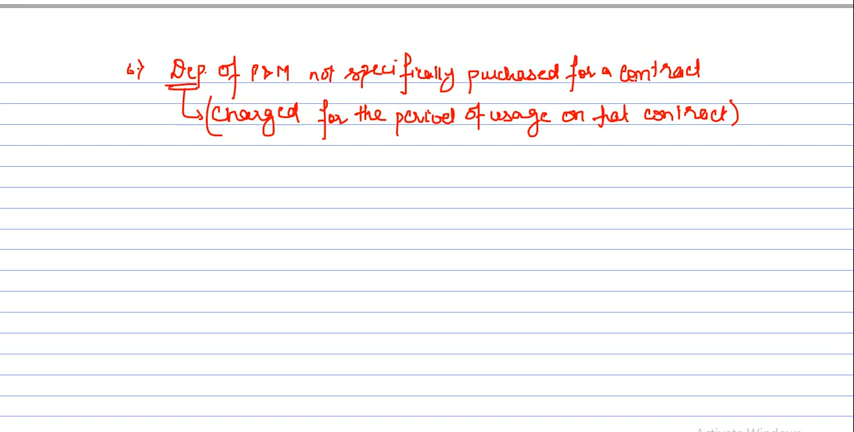 6) Dep. of P&M not specifically purchased for a contract
(charged for the period of usage on that contract)